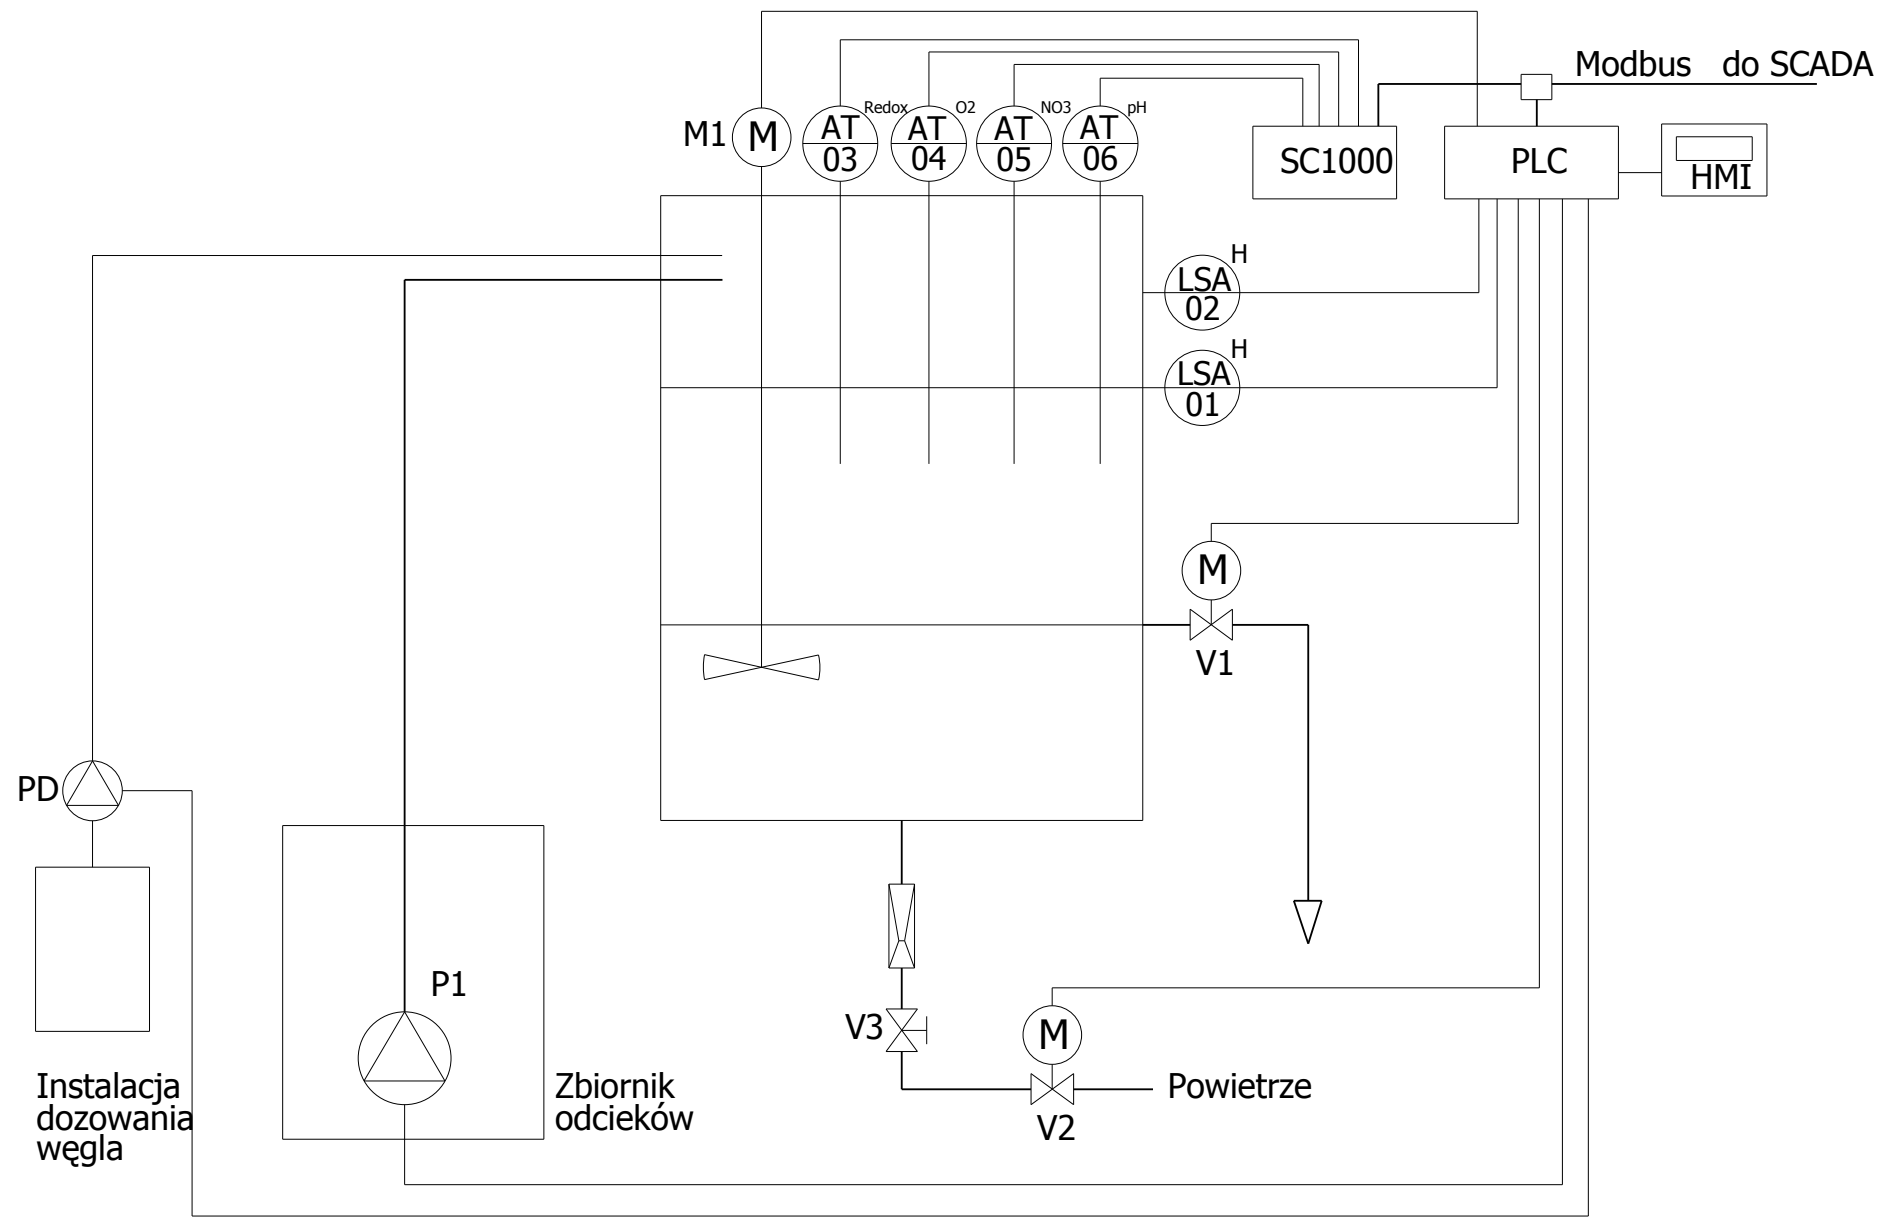 Modbus do SCADA
Redox
O2
NO3
pH
M1
M
AT
03
AT
04
AT
05
AT
06
SC1000
PLC
HMI
H
LSA
02
H
LSA
01
M
V1
PD
P1
V3
M
V2
Powietrze
Instalacja
dozowania
węgla
Zbiornik
odcieków